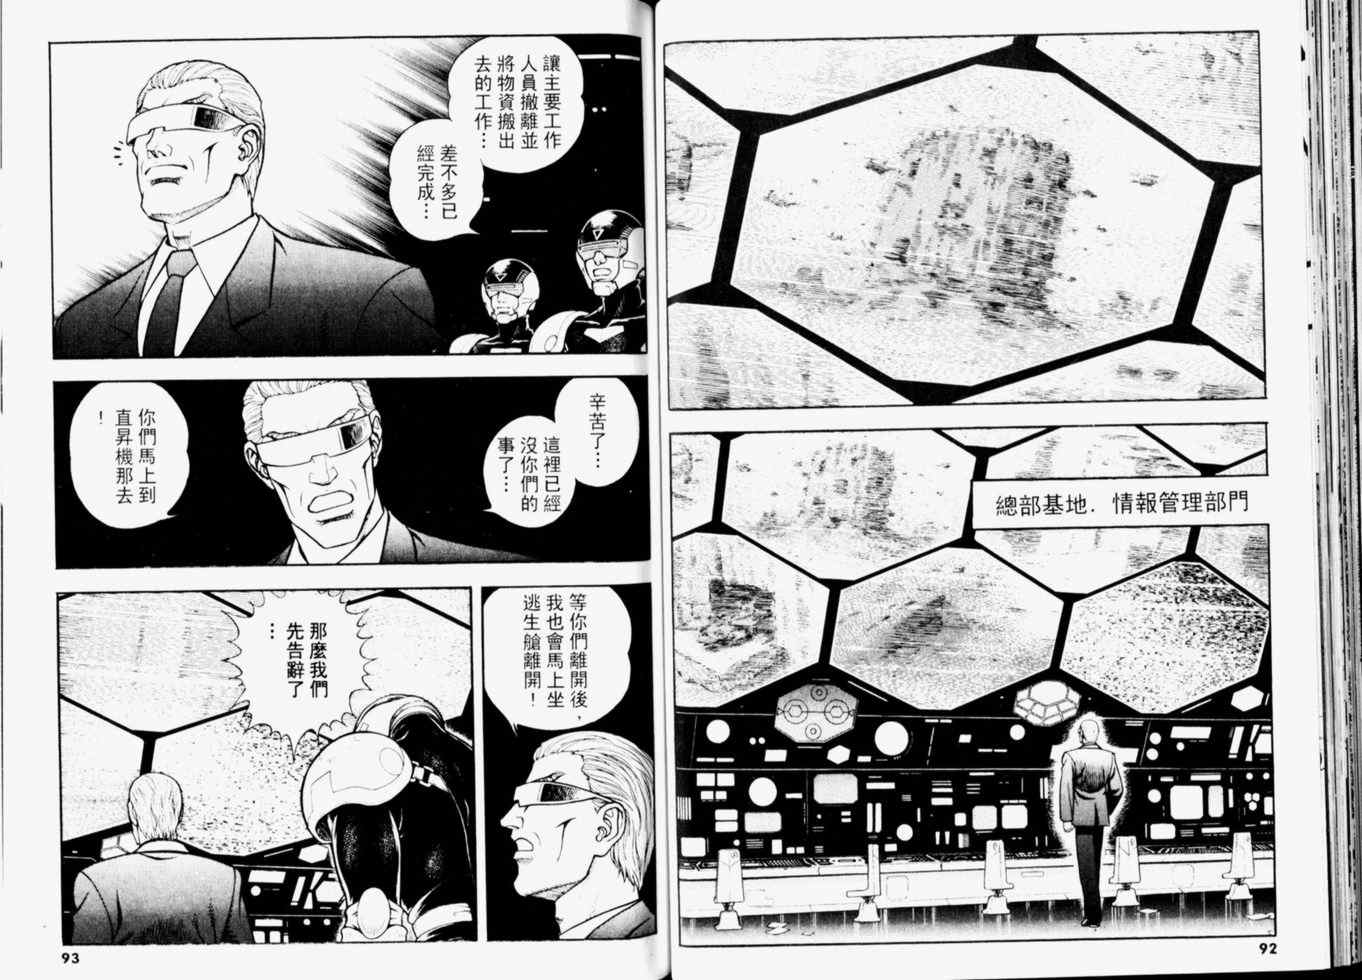 總部基地．情報管理部門
92
讓主要工作
人員撤離並
將物資搬出
去的工作…
差不多已
經完成…
辛苦了…
這裡已經
沒你們的
事了…
你們馬上到
直昇機那去
！
等你們離開後，
我也會馬上坐
逃生艙離開！
那麼我們
先告辭了
…
93